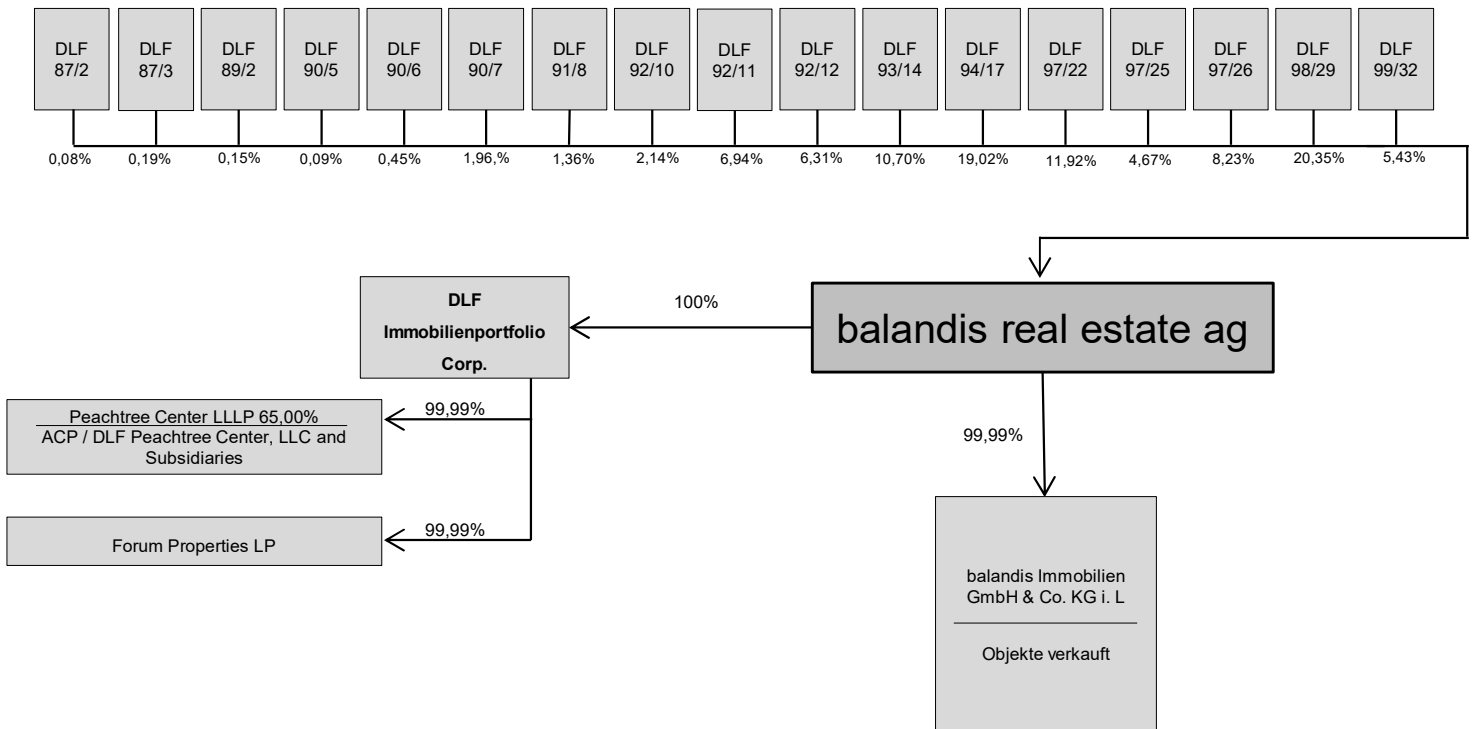 DLF
87/2
DLF
87/3
DLF
89/2
DLF
90/5
DLF
90/6
DLF
90/7
DLF
91/8
DLF
92/10
DLF
92/11
DLF
92/12
DLF
93/14
DLF
94/17
DLF
97/22
DLF
97/25
DLF
97/26
DLF
98/29
DLF
99/32
0,08%
0,19%
0,15%
0,09%
0,45%
1,96,%
1,36%
2,14%
6,94%
6,31%
10,70%
19,02%
11,92%
4,67%
8,23%
20,35%
5,43%
DLF
Immobilienportfolio
Corp.
100%
balandis real estate ag
Peachtree Center LLLP 65,00%
ACP / DLF Peachtree Center, LLC and
Subsidiaries
99,99%
99,99%
Forum Properties LP
99,99%
balandis Immobilien
GmbH & Co. KG i. L
Objekte verkauft